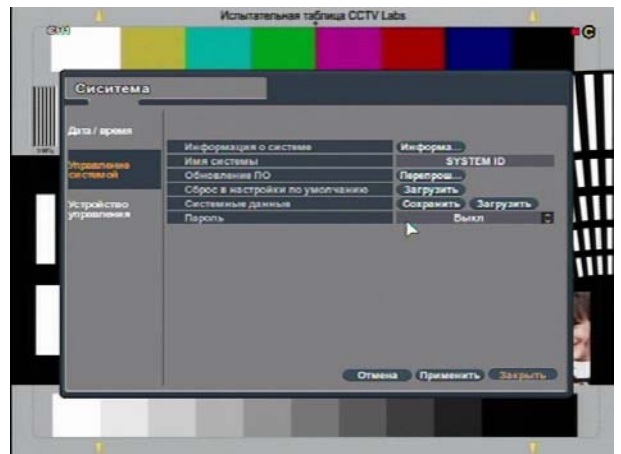 Испытательная таблица CCTV Labs
C
Сиситема
Дата / время
Управление
системой
Устройство
управления
Информация о системе Информа...
Имя системы SYSTEM ID
Обновление ПО Перепрош...
Сброс в настройки по умолчанию Загрузить
Системные данные Сохранить Загрузить
Пароль Выкл
Отмена Применить Закрыть